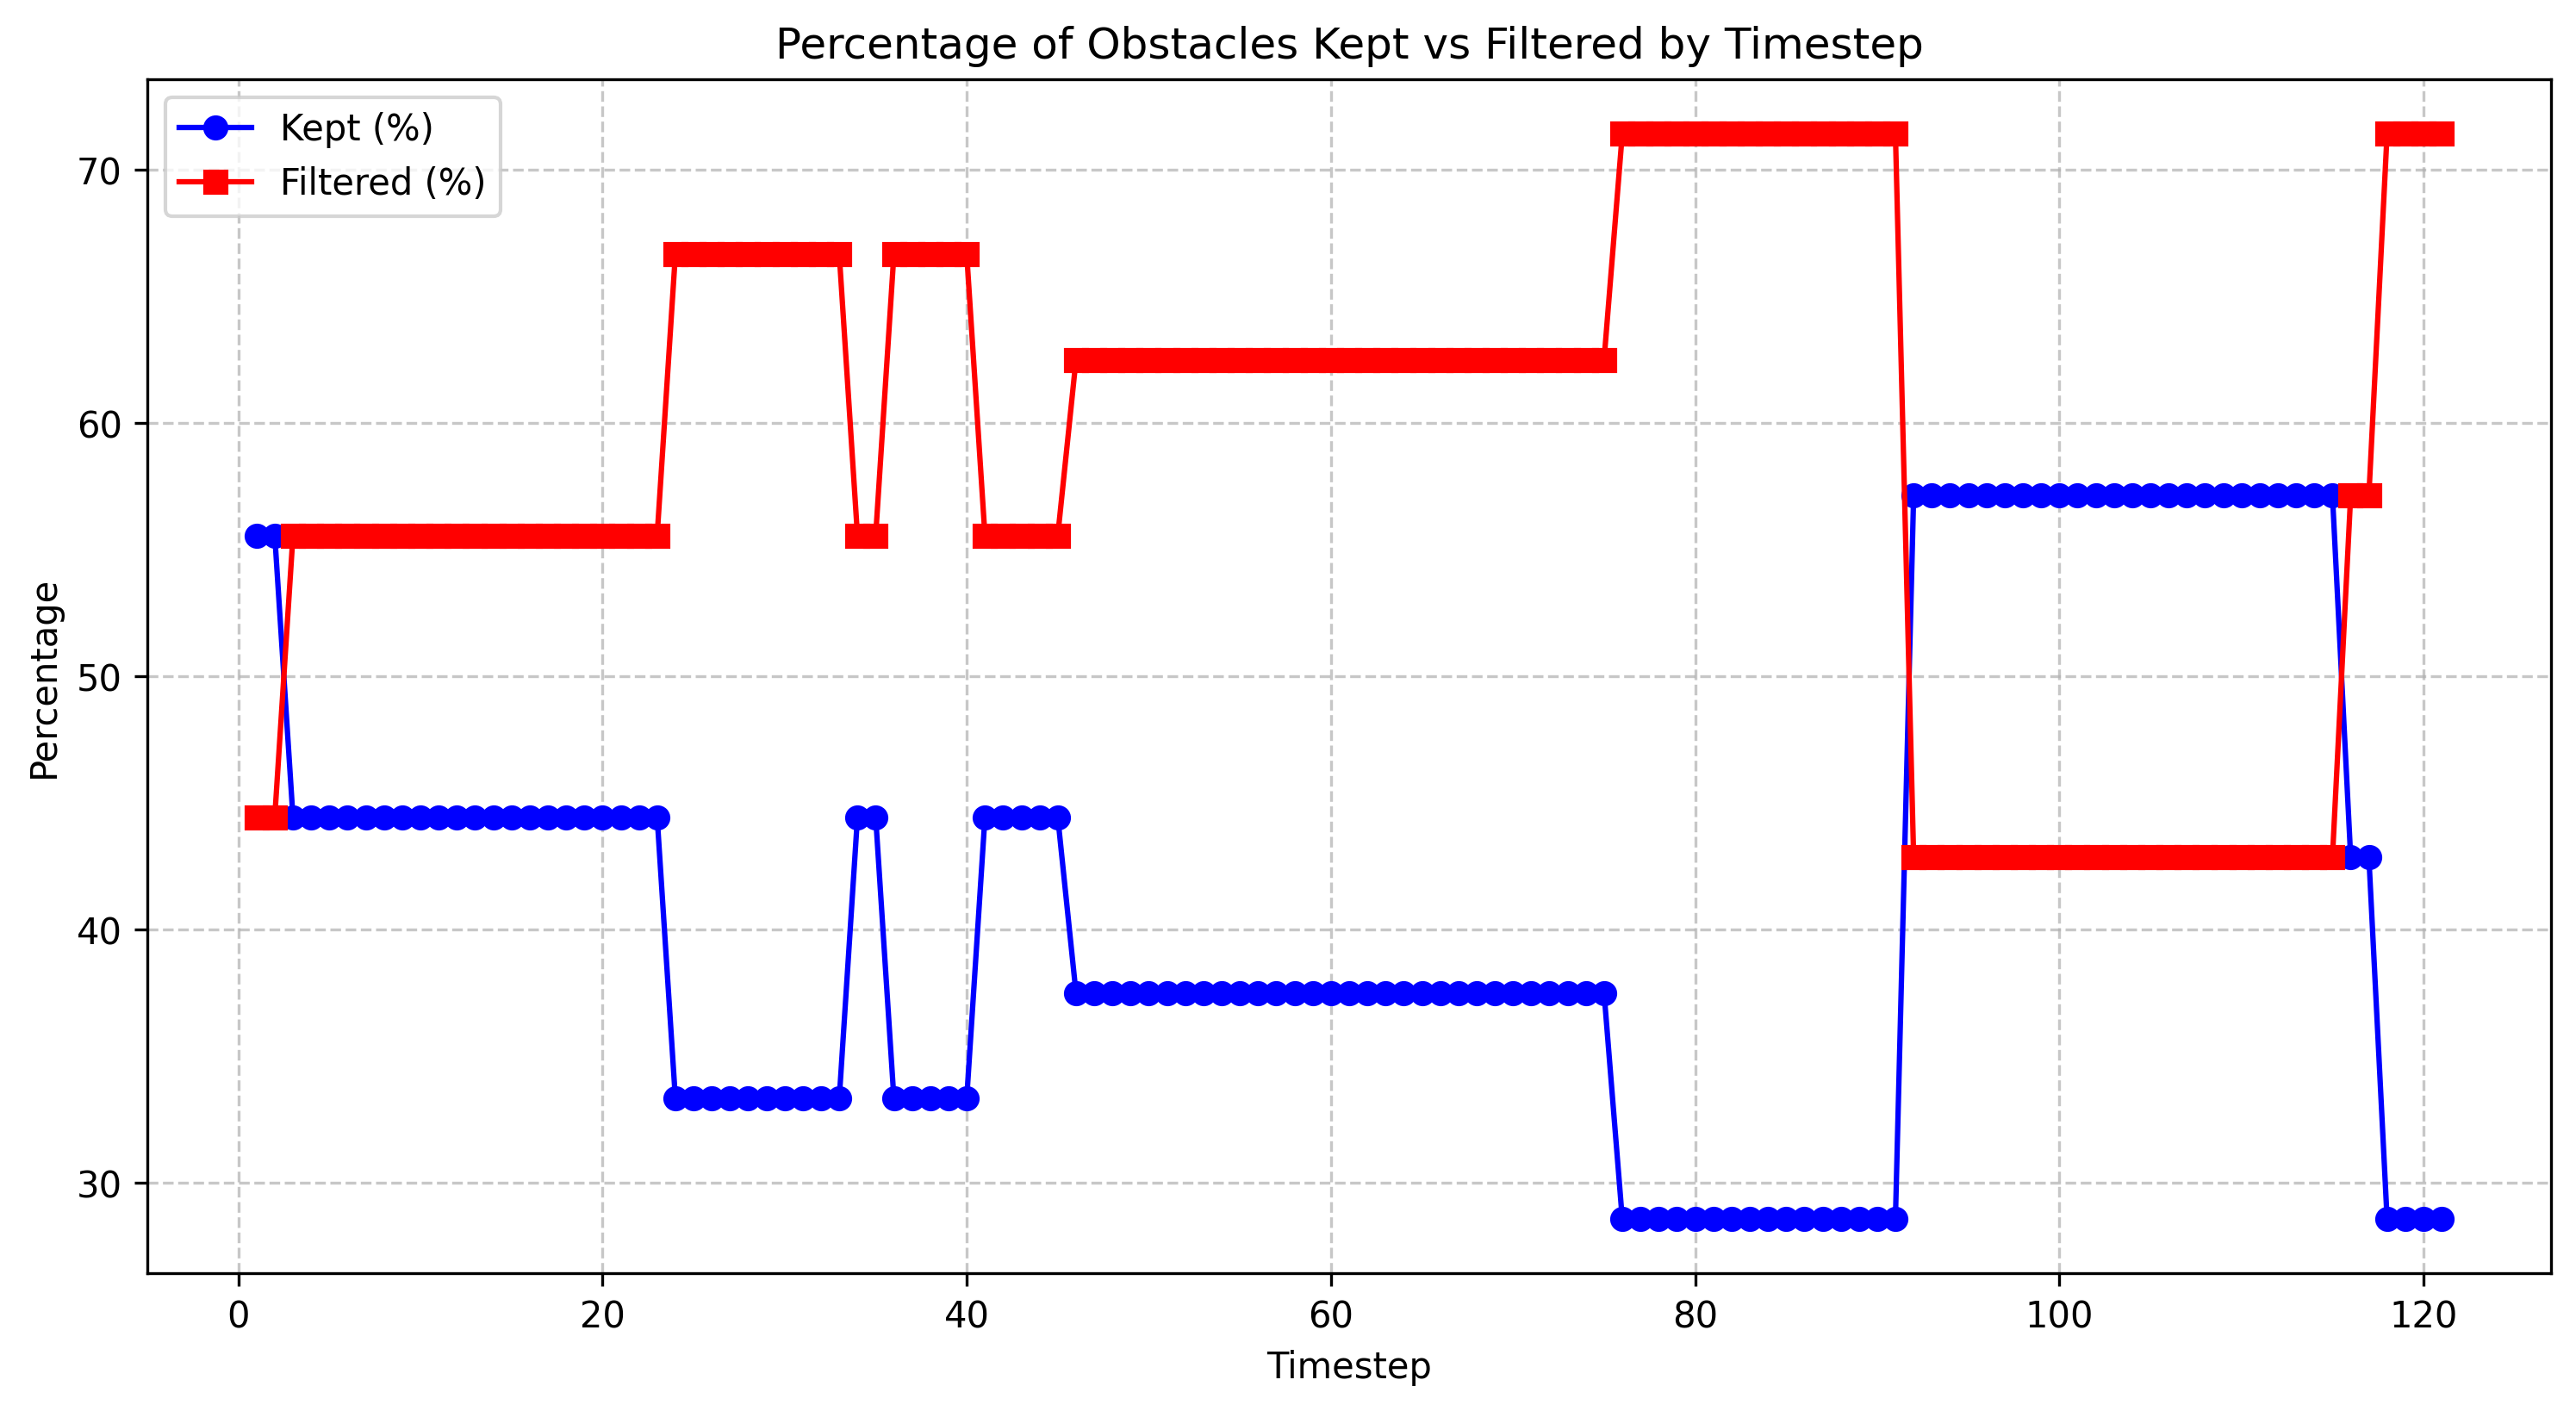 Percentage of Obstacles Kept vs Filtered by Timestep
Kept (%)
Filtered (%)
Percentage
70
60
50
40
30
0 20 40 60 80 100 120
Timestep